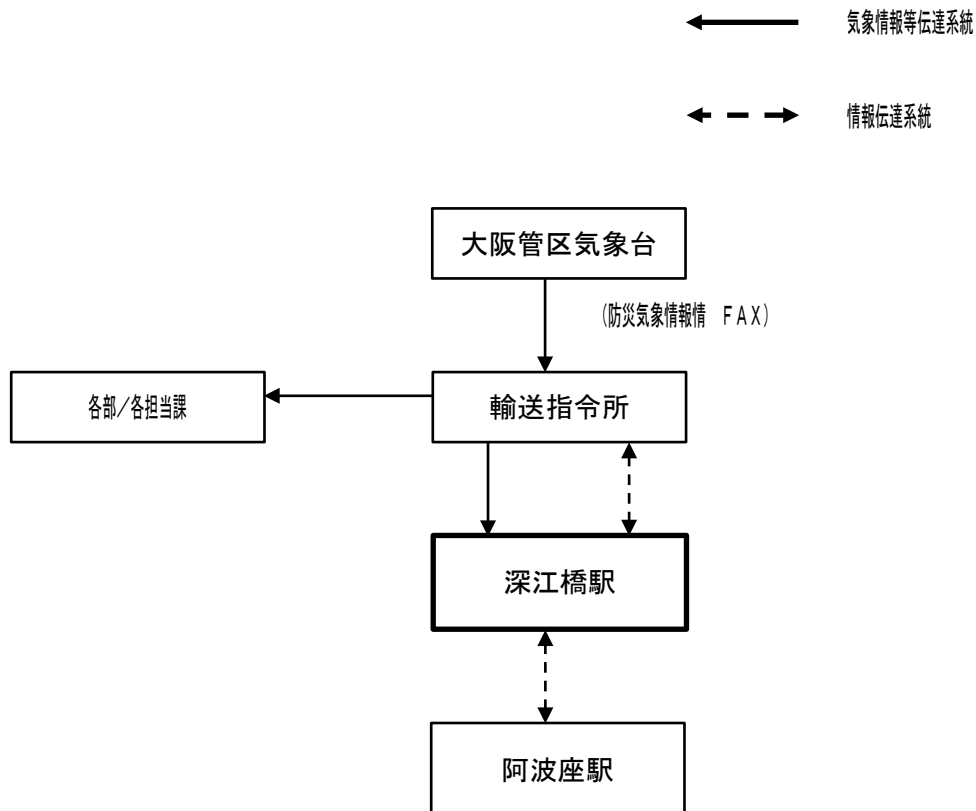 気象情報等伝達系統
情報伝達系統
大阪管区気象台
(防災気象情報情　ＦＡＸ)
各部／各担当課
輸送指令所
深江橋駅
阿波座駅